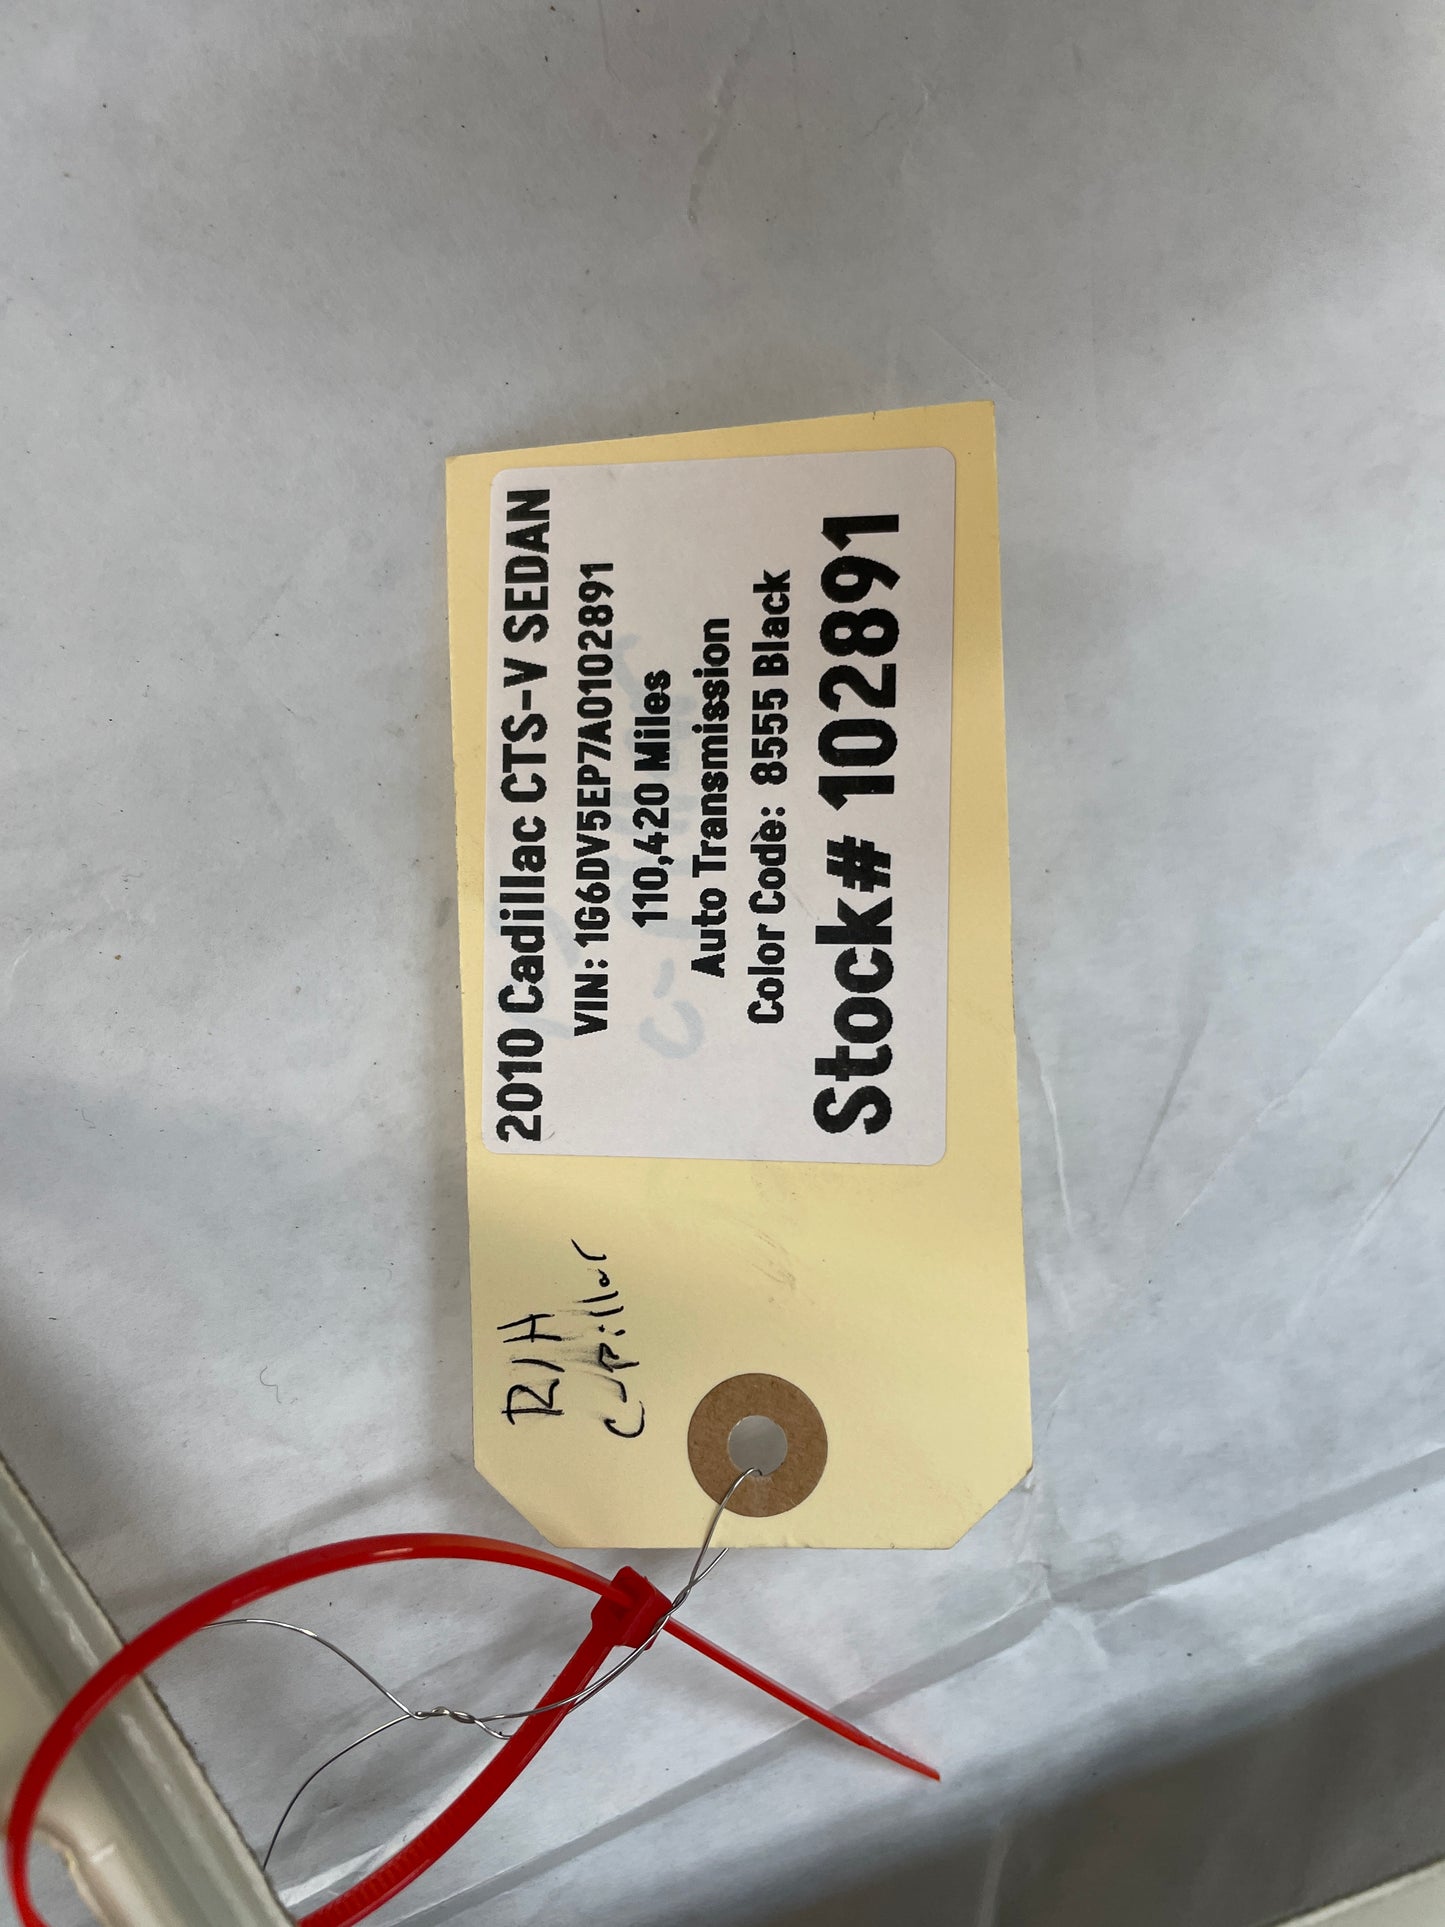 R/H
C-pillar
2010 Cadillac CTS-V SEDAN
VIN: 1G6DV5EP7A0102891
110,420 Miles
Auto Transmission
Color Code: 8555 Black
Stock# 102891